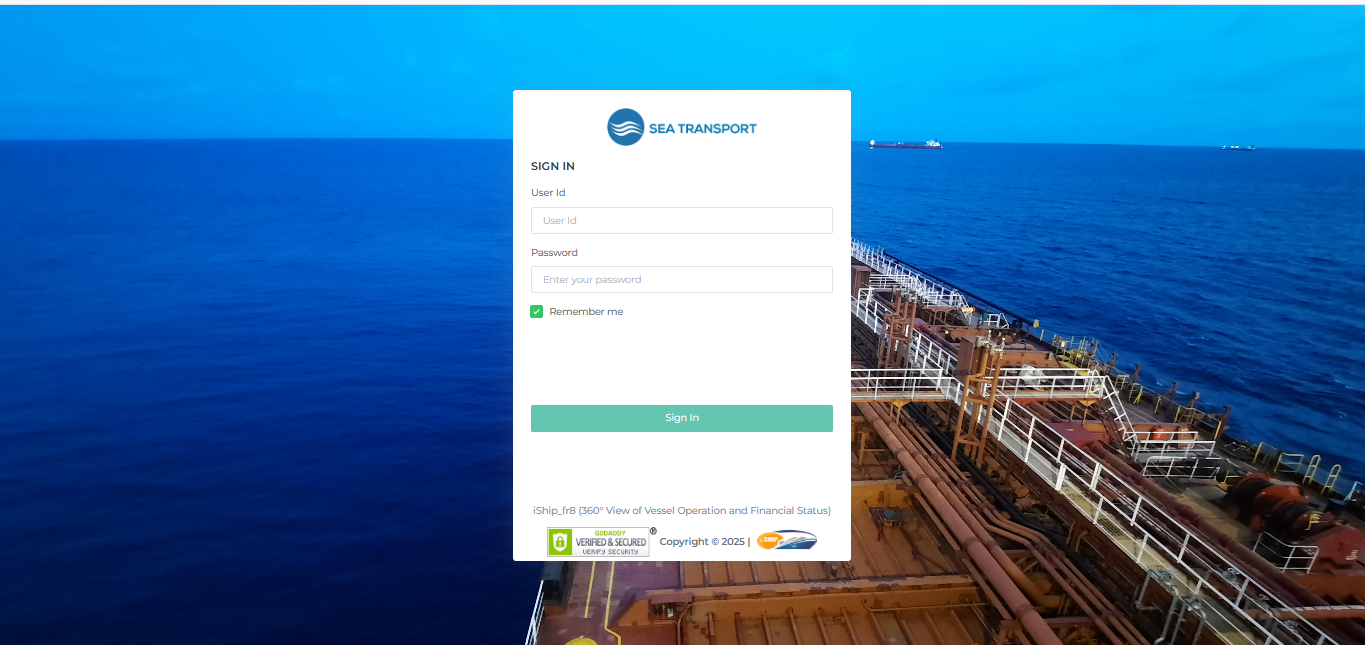 SEA TRANSPORT
SIGN IN
User Id
User Id
Password
Enter your password
Remember me
Sign In
iShip_fr8 (360° View of Vessel Operation and Financial Status)
GODADDY
VERIFIED & SECURED
VERIFY SECURITY
®
Copyright © 2025 |
iSHIP